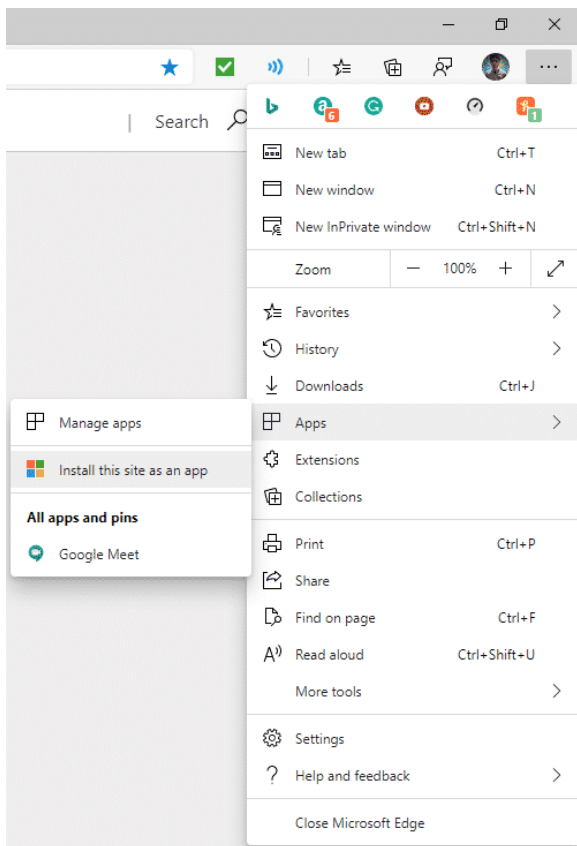 Search
6
1
New tab Ctrl+T
New window Ctrl+N
New InPrivate window Ctrl+Shift+N
Zoom 100%
Favorites
History
Downloads Ctrl+J
Apps
Manage apps
Install this site as an app
All apps and pins
Google Meet
Extensions
Collections
Print Ctrl+P
Share
Find on page Ctrl+F
Read aloud Ctrl+Shift+U
More tools
Settings
Help and feedback
Close Microsoft Edge